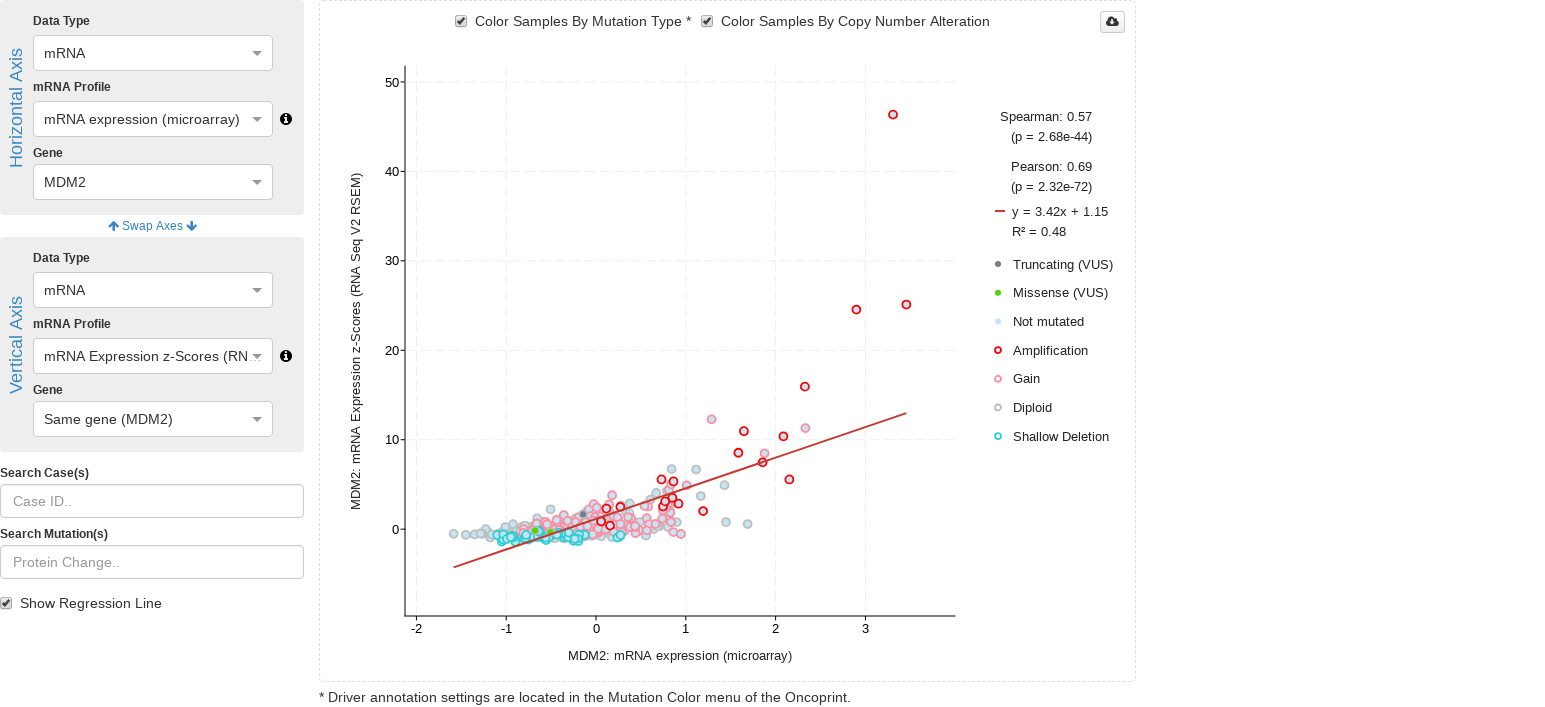 Horizontal Axis
Data Type
mRNA
mRNA Profile
mRNA expression (microarray)
Gene
MDM2
Swap Axes
Vertical Axis
Data Type
mRNA
mRNA Profile
mRNA Expression z-Scores (RN...
Gene
Same gene (MDM2)
Search Case(s)
Case ID..
Search Mutation(s)
Protein Change..
Show Regression Line
Color Samples By Mutation Type *
Color Samples By Copy Number Alteration
MDM2: mRNA Expression z-Scores (RNA Seq V2 RSEM)
50
40
30
20
10
0
-2
-1
0
1
2
3
MDM2: mRNA expression (microarray)
Spearman: 0.57
(p = 2.68e-44)
Pearson: 0.69
(p = 2.32e-72)
y = 3.42x + 1.15
R² = 0.48
Truncating (VUS)
Missense (VUS)
Not mutated
Amplification
Gain
Diploid
Shallow Deletion
* Driver annotation settings are located in the Mutation Color menu of the Oncoprint.